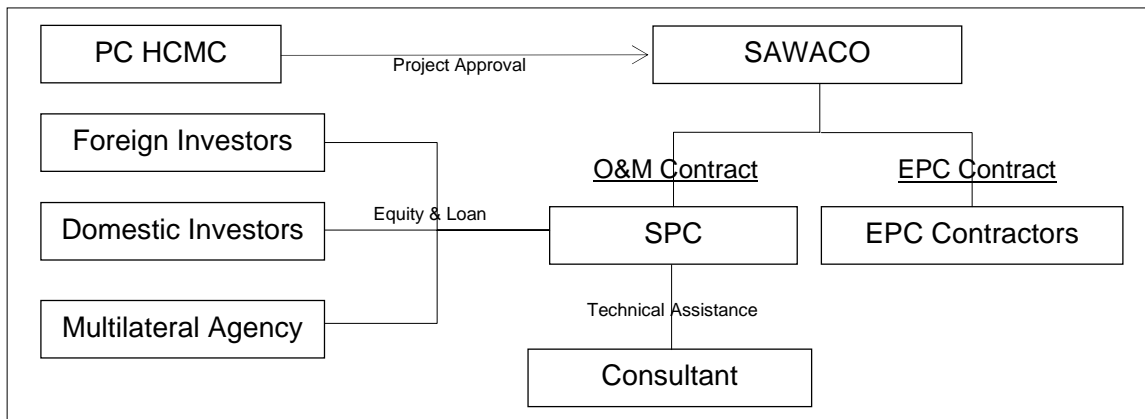 PC HCMC
Project Approval
SAWACO
Foreign Investors
O&M Contract
EPC Contract
Domestic Investors
Equity & Loan
SPC
EPC Contractors
Multilateral Agency
Technical Assistance
Consultant